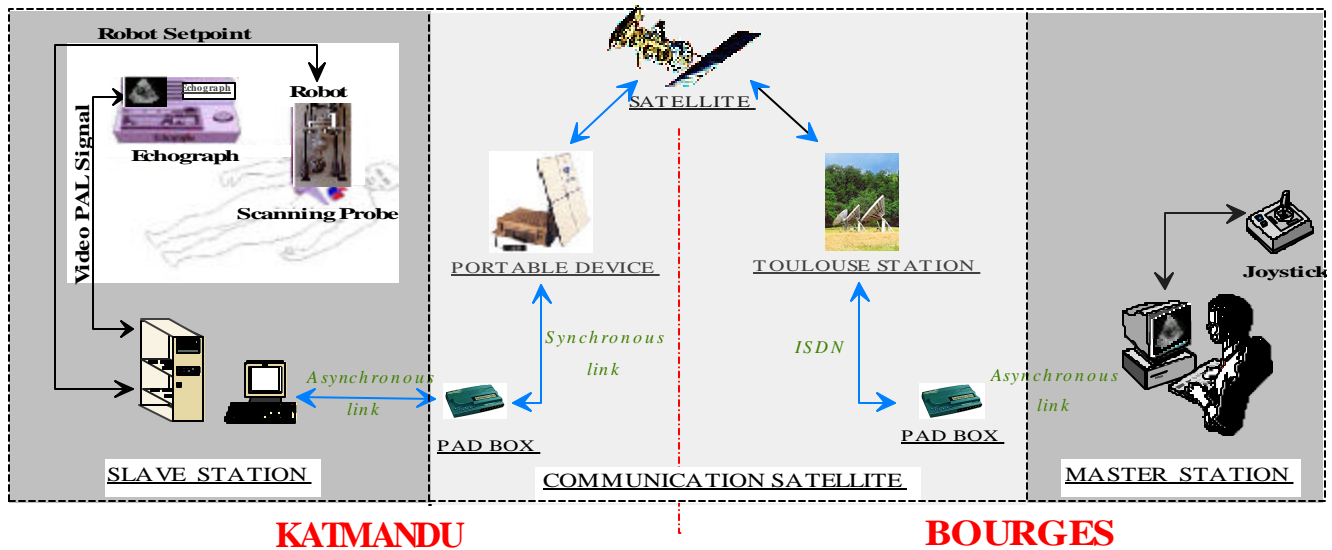 Robot Setpoint
Echograph
Robot
Echograph
Scanning Probe
Video PAL Signal
SATELLITE
PORTABLE DEVICE
TOULOUSE STATION
Joystick
Synchronous
link
ISDN
Asynchronous
link
Asynchronous
link
PAD BOX
PAD BOX
SLAVE STATION
COMMUNICATION SATELLITE
MASTER STATION
KATMANDU
BOURGES